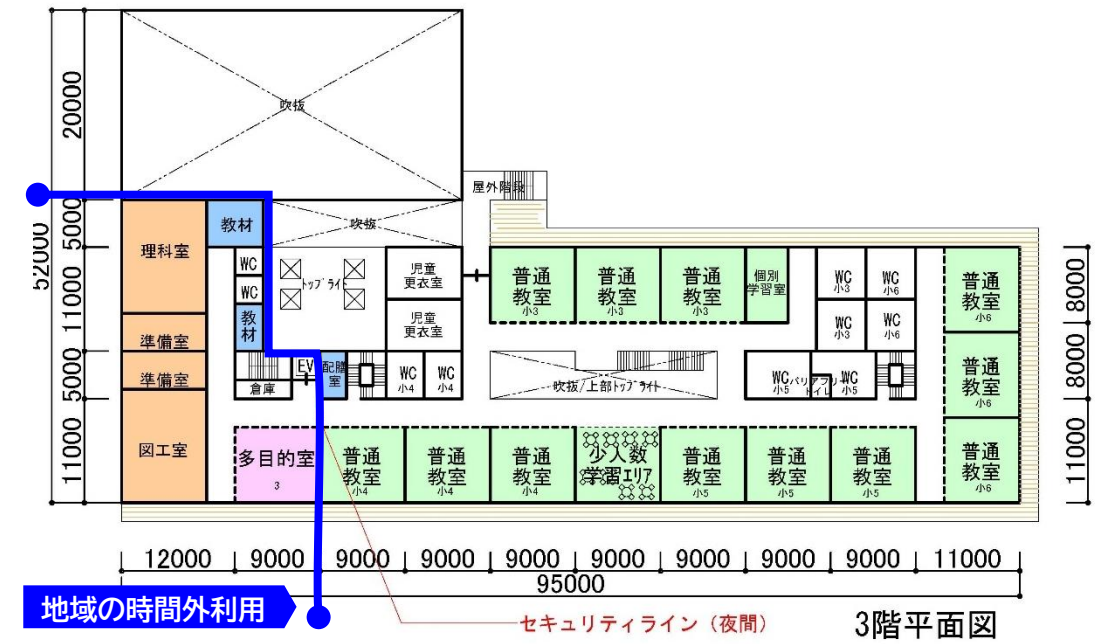 20000
5000
11000
5000
11000
52000
吹抜
屋外階段
吹抜
理科室
教材
WC
WC
教材
準備室
準備室
図工室
トップライト
児童
更衣室
児童
更衣室
普通
教室
小3
普通
教室
小3
普通
教室
小3
個別
学習室
WC
小3
WC
小6
WC
小3
WC
小6
普通
教室
小6
普通
教室
小6
普通
教室
小6
8000
8000
11000
倉庫
EV
配膳
室
WC
小4
WC
小4
吹抜/上部トップライト
WC
小5
バリアフリー
トイレ
WC
小5
多目的室
3
普通
教室
小4
普通
教室
小4
普通
教室
小4
少人数
学習エリア
普通
教室
小5
普通
教室
小5
普通
教室
小5
12000 9000 9000 9000 9000 9000 9000 9000 9000 11000
95000
地域の時間外利用
セキュリティライン（夜間）
3階平面図